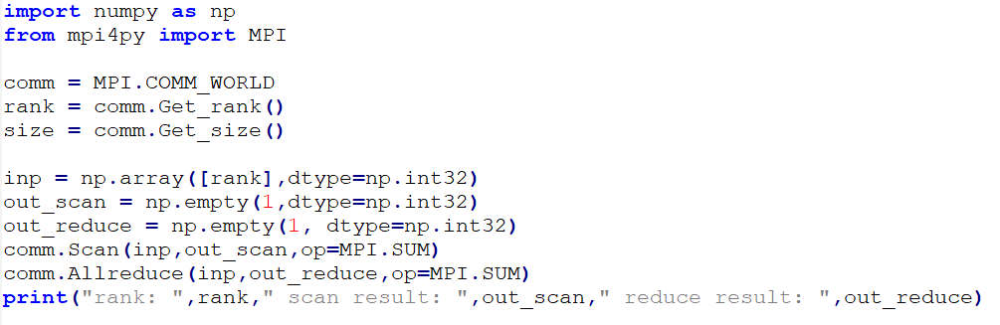 import numpy as np
from mpi4py import MPI

comm = MPI.COMM_WORLD
rank = comm.Get_rank()
size = comm.Get_size()

inp = np.array([rank],dtype=np.int32)
out_scan = np.empty(1,dtype=np.int32)
out_reduce = np.empty(1, dtype=np.int32)
comm.Scan(inp,out_scan,op=MPI.SUM)
comm.Allreduce(inp,out_reduce,op=MPI.SUM)
print("rank: ",rank," scan result: ",out_scan," reduce result: ",out_reduce)